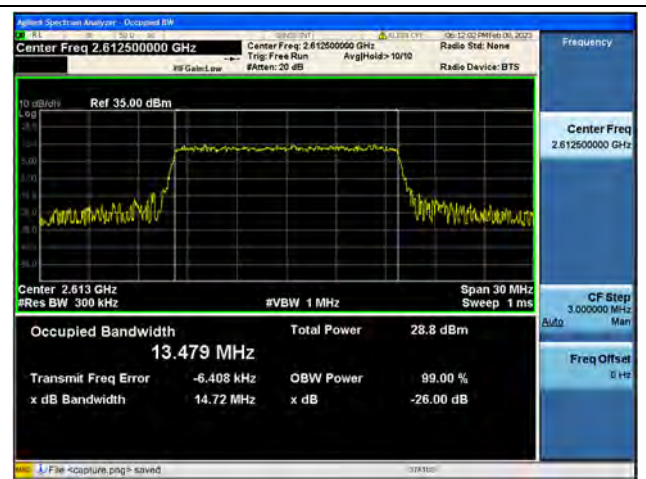 Agilent Spectrum Analyzer - Occupied BW
Center Freq 2.612500000 GHz
Center Freq: 2.612500000 GHz
Trig: Free Run Avg|Hold:>10/10
#IFGain:Low #Atten: 20 dB
06:12:02 PM Feb 08, 2023
Radio Std: None
Radio Device: BTS
Frequency
10 dB/div Ref 35.00 dBm
Log
Center Freq
2.612500000 GHz
Center 2.613 GHz Span 30 MHz
#Res BW 300 kHz #VBW 1 MHz Sweep 1 ms
CF Step
3.000000 MHz
Auto Man
Occupied Bandwidth Total Power 28.8 dBm
13.479 MHz
Freq Offset
0 Hz
Transmit Freq Error -6.408 kHz OBW Power 99.00 %
x dB Bandwidth 14.72 MHz x dB -26.00 dB
MSG File <capture.png> saved STATUS